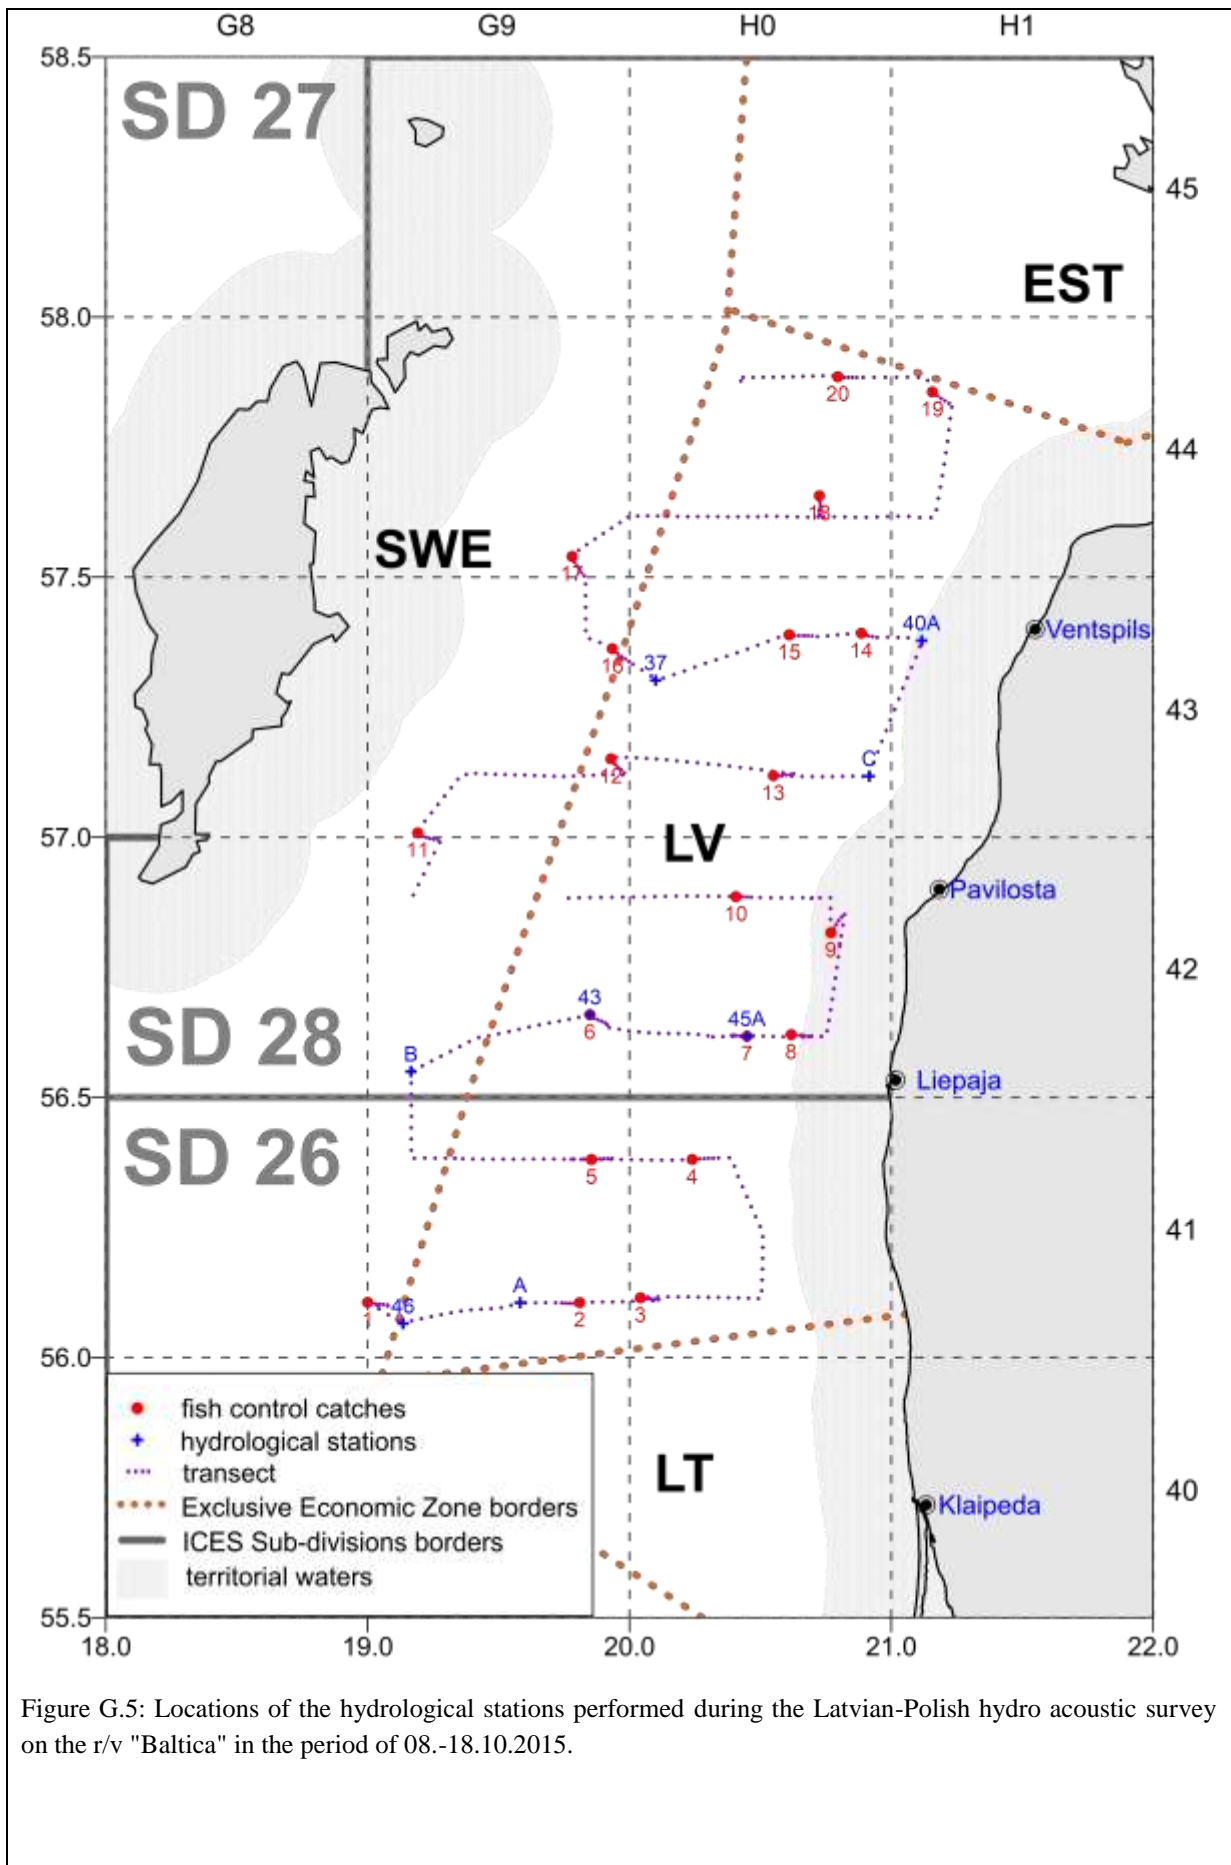 G8 G9 H0 H1
58.5
SD 27
45
EST
58.0
20
19
44
18
SWE
17
57.5
40A
Ventspils
15 14
16 37
43
12 C
13
57.0
11
LV
Pavilosta
10
9
42
43
SD 28
6
45A
7 8
B
Liepaja
56.5
SD 26
5 4
41
A
46
1 2 3
56.0
fish control catches
hydrological stations
transect
LT
40
Exclusive Economic Zone borders
Klaipeda
ICES Sub-divisions borders
territorial waters
55.5
18.0 19.0 20.0 21.0 22.0
Figure G.5: Locations of the hydrological stations performed during the Latvian-Polish hydro acoustic survey
on the r/v "Baltica" in the period of 08.-18.10.2015.